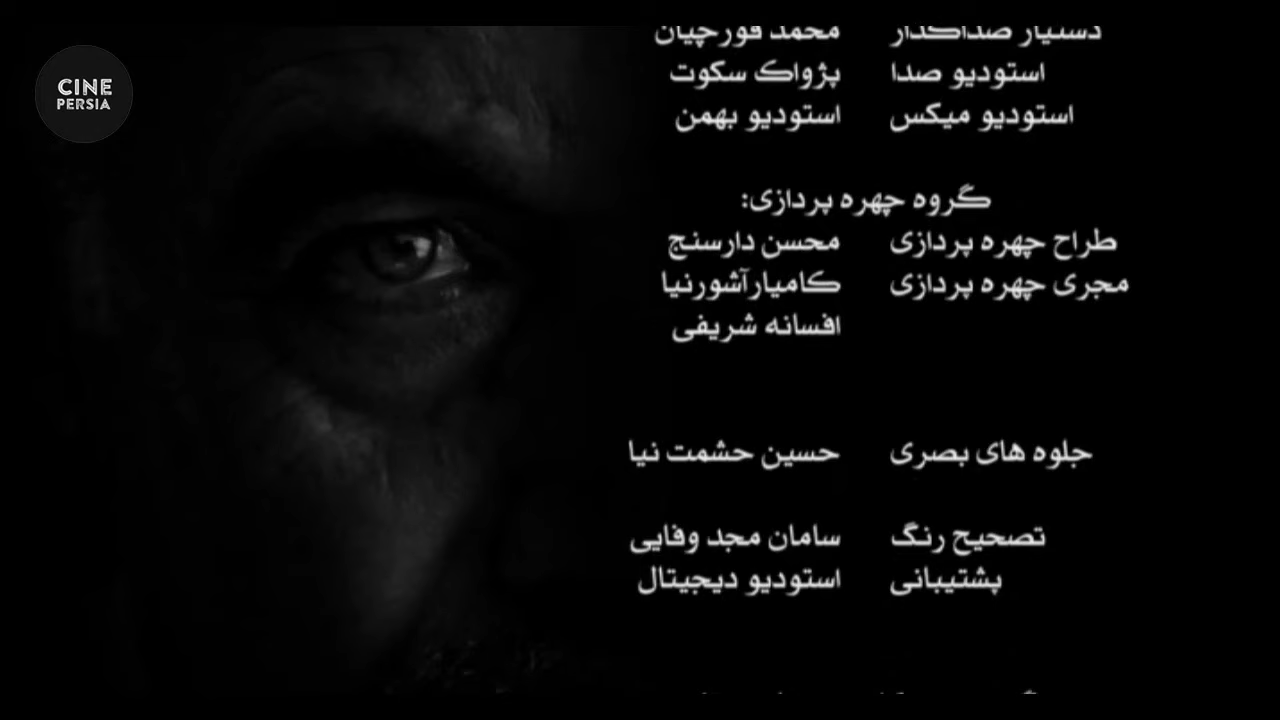 CINE
PERSIA
دستیار صداگذار محمد قورچیان
استودیو صدا پژواک سکوت
استودیو میکس استودیو بهمن
گروه چهره پردازی:
طراح چهره پردازی محسن دارسنج
مجری چهره پردازی کامیارآشورنیا
افسانه شریفی
جلوه های بصری حسین حشمت نیا
تصحیح رنگ سامان مجد وفایی
پشتیبانی استودیو دیجیتال